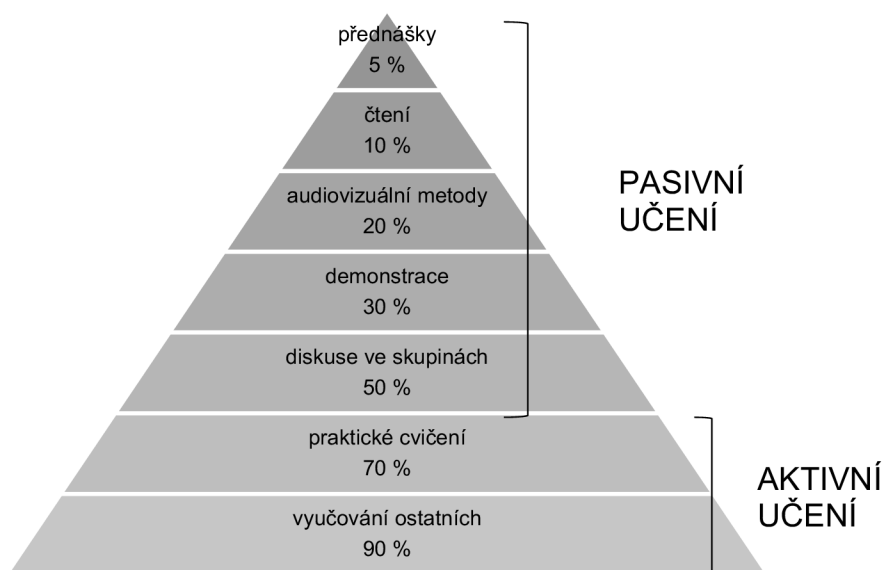 přednášky
5 %
čtení
10 %
audiovizuální metody
20 %
demonstrace
30 %
diskuse ve skupinách
50 %
PASIVNÍ
UČENÍ
praktické cvičení
70 %
vyučování ostatních
90 %
AKTIVNÍ
UČENÍ